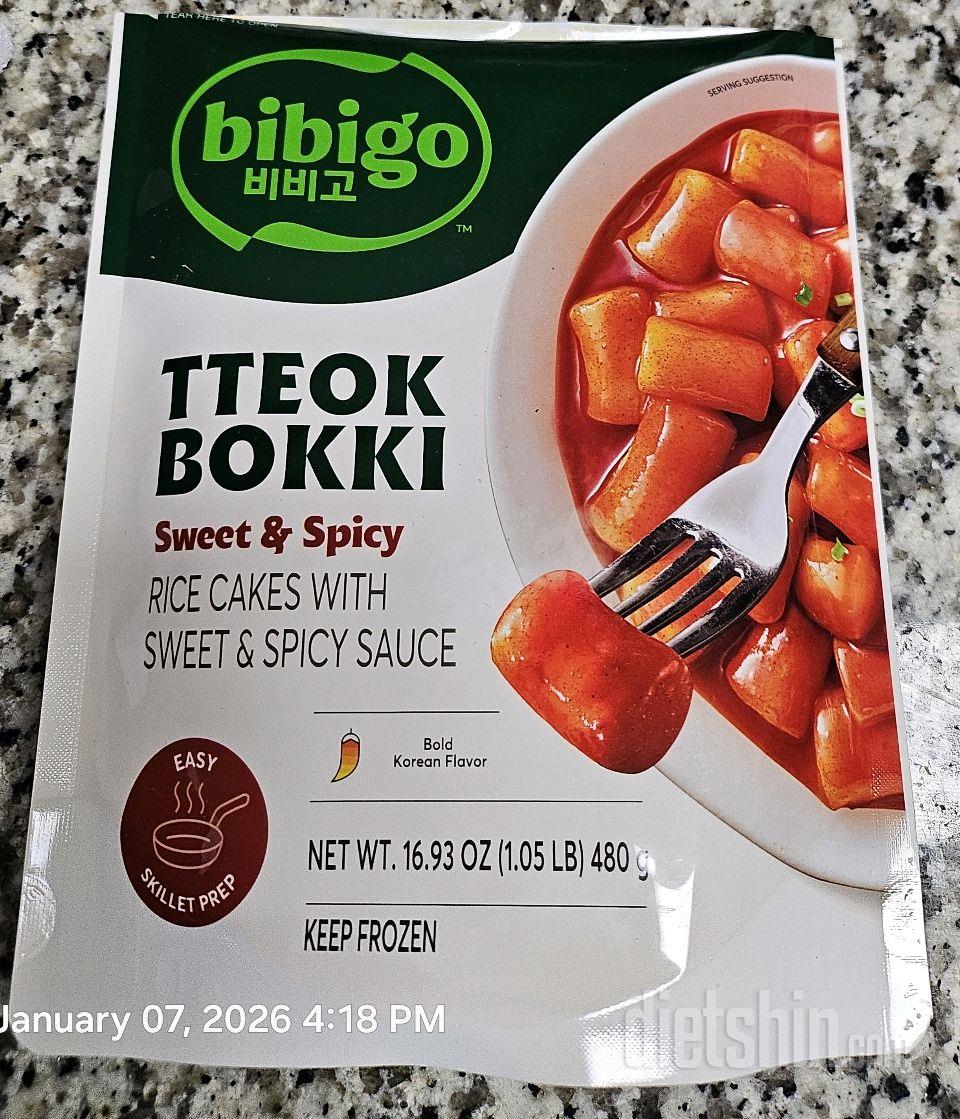 TEAR HERE TO OPEN
SERVING SUGGESTION
bibigo
비비고
TM
TTEOK
BOKKI
Sweet & Spicy
RICE CAKES WITH
SWEET & SPICY SAUCE
Bold
Korean Flavor
EASY
SKILLET PREP
NET WT. 16.93 OZ (1.05 LB) 480 g
KEEP FROZEN
January 07, 2026 4:18 PM
dietshin.com